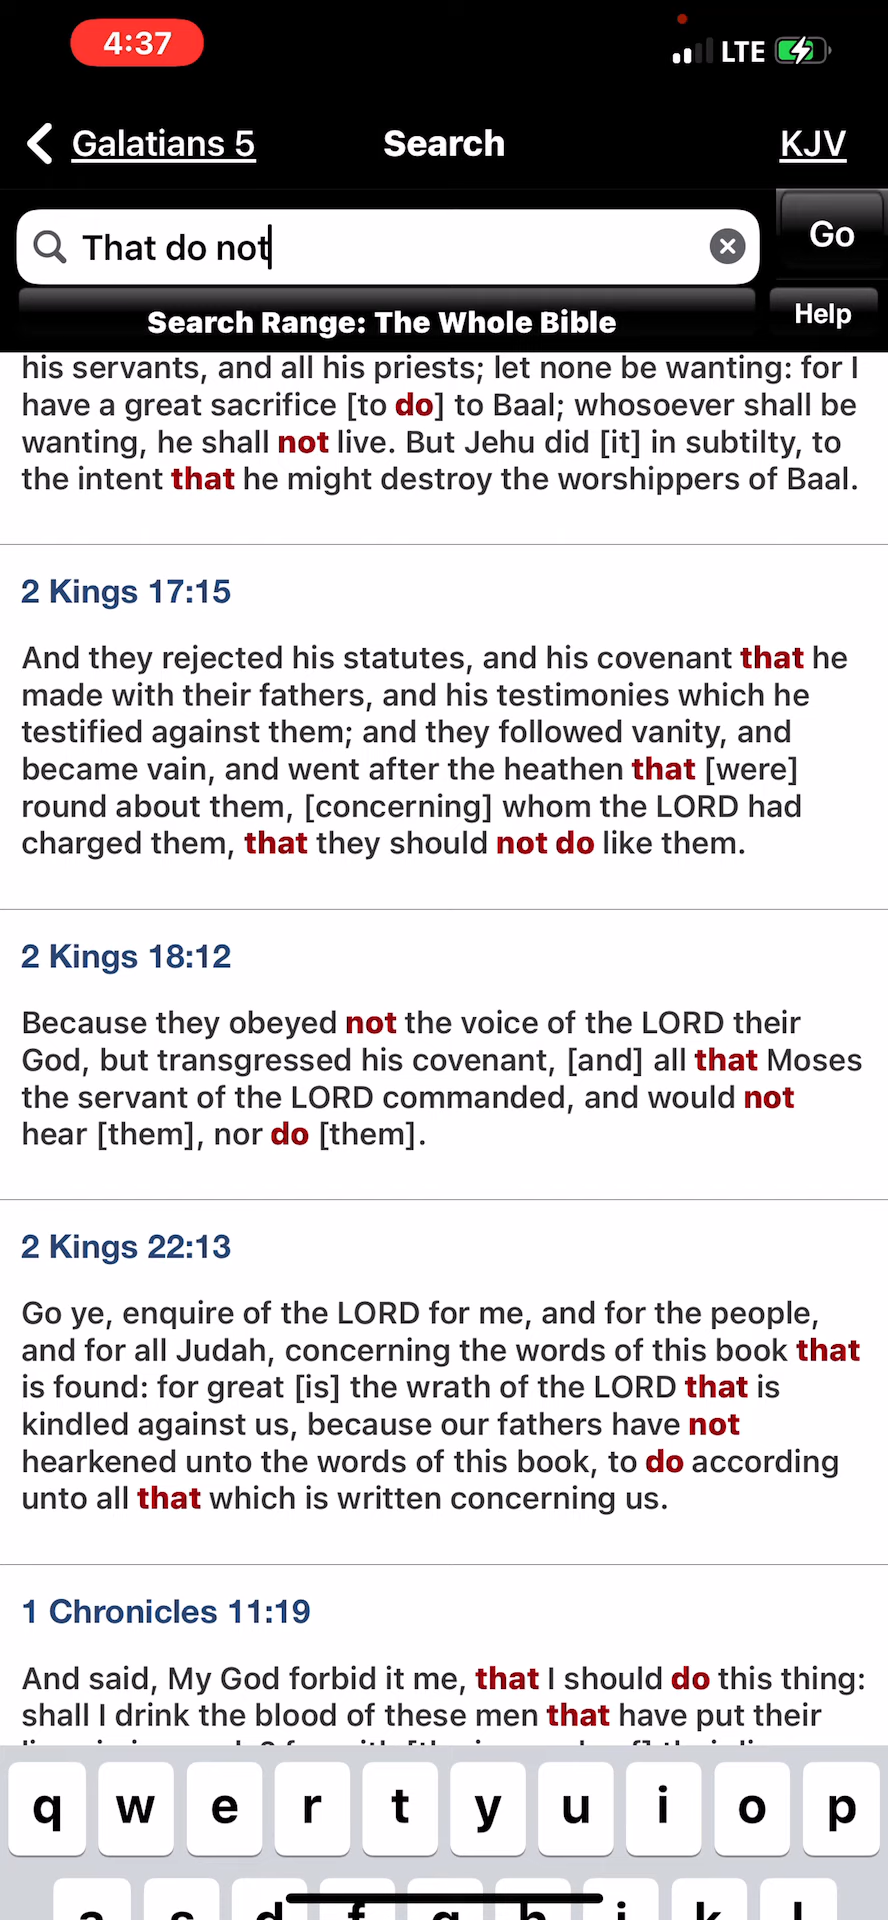 4:37
LTE
Galatians 5 Search KJV
That do not
Go
Search Range: The Whole Bible
Help
his servants, and all his priests; let none be wanting: for I
have a great sacrifice [to do] to Baal; whosoever shall be
wanting, he shall not live. But Jehu did [it] in subtilty, to
the intent that he might destroy the worshippers of Baal.
2 Kings 17:15
And they rejected his statutes, and his covenant that he
made with their fathers, and his testimonies which he
testified against them; and they followed vanity, and
became vain, and went after the heathen that [were]
round about them, [concerning] whom the LORD had
charged them, that they should not do like them.
2 Kings 18:12
Because they obeyed not the voice of the LORD their
God, but transgressed his covenant, [and] all that Moses
the servant of the LORD commanded, and would not
hear [them], nor do [them].
2 Kings 22:13
Go ye, enquire of the LORD for me, and for the people,
and for all Judah, concerning the words of this book that
is found: for great [is] the wrath of the LORD that is
kindled against us, because our fathers have not
hearkened unto the words of this book, to do according
unto all that which is written concerning us.
1 Chronicles 11:19
And said, My God forbid it me, that I should do this thing:
shall I drink the blood of these men that have put their
q w e r t y u i o p
a s d f g h j k l